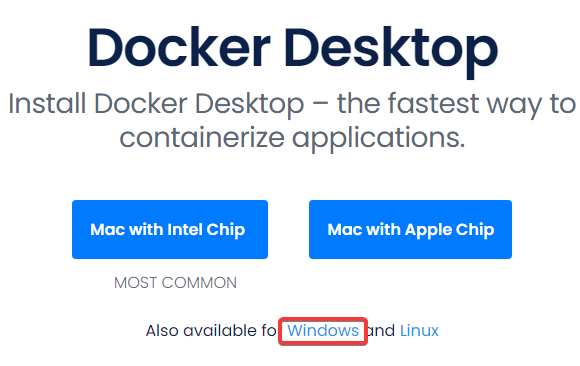 Docker Desktop
Install Docker Desktop – the fastest way to
containerize applications.
Mac with Intel Chip
Mac with Apple Chip
MOST COMMON
Also available for Windows and Linux